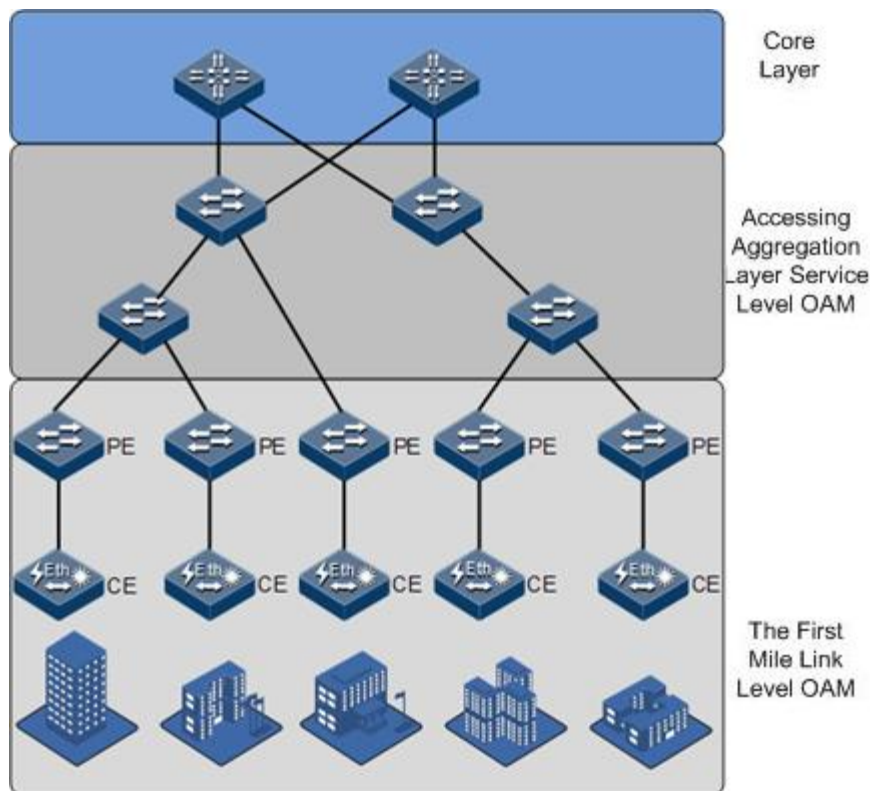 Core
Layer
Accessing
Aggregation
Layer Service
Level OAM
PE PE PE PE PE
Eth Eth Eth Eth Eth
CE CE CE CE CE
The First
Mile Link
Level OAM